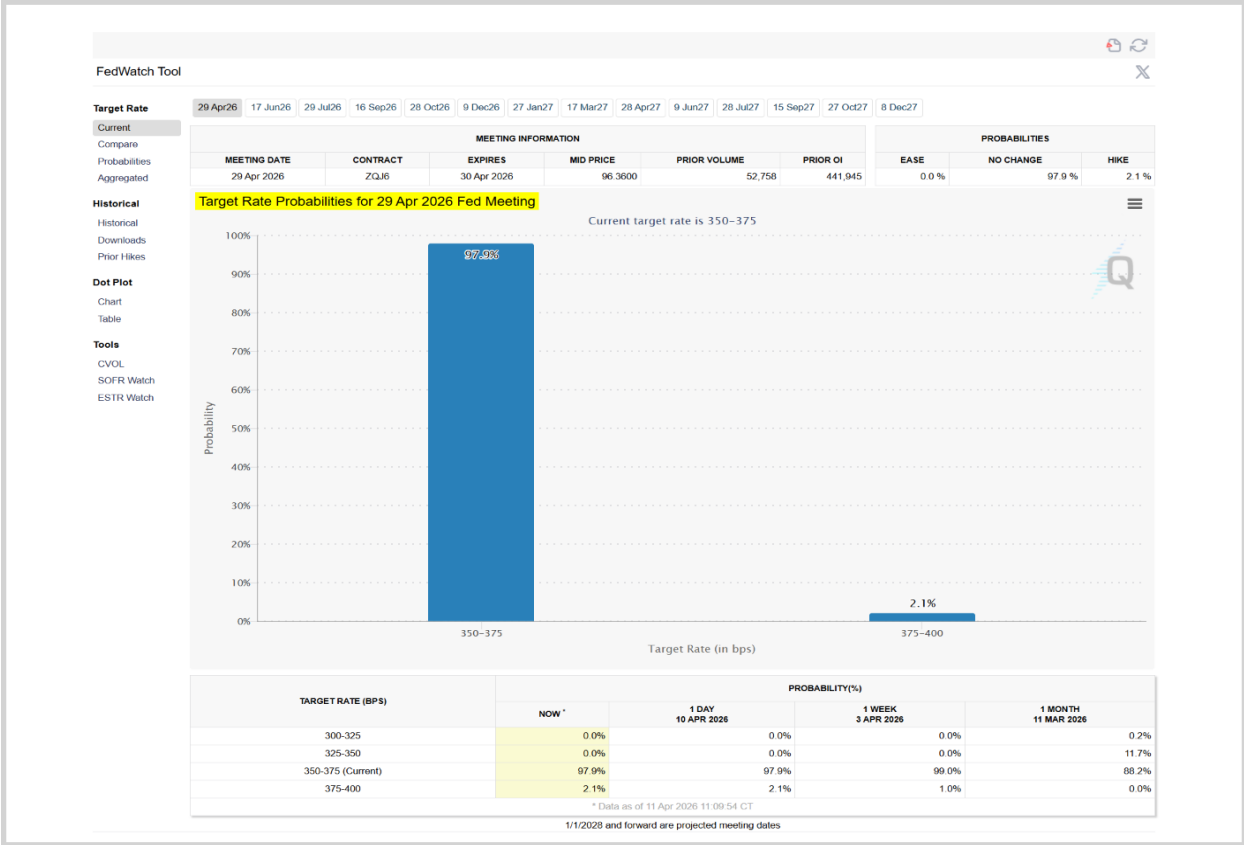 FedWatch Tool
Target Rate
Current
Compare
Probabilities
Aggregated
Historical
Historical
Downloads
Prior Hikes
Dot Plot
Chart
Table
Tools
CVOL
SOFR Watch
ESTR Watch
29 Apr26 17 Jun26 29 Jul26 16 Sep26 28 Oct26 9 Dec26 27 Jan27 17 Mar27 28 Apr27 9 Jun27 28 Jul27 15 Sep27 27 Oct27 8 Dec27
MEETING INFORMATION
MEETING DATE CONTRACT EXPIRES MID PRICE PRIOR VOLUME PRIOR OI
29 Apr 2026 ZQJ6 30 Apr 2026 96.3600 52,758 441,945
PROBABILITIES
EASE NO CHANGE HIKE
0.0 % 97.9 % 2.1 %
Target Rate Probabilities for 29 Apr 2026 Fed Meeting
Current target rate is 350-375
Q
Probability
100%
90%
80%
70%
60%
50%
40%
30%
20%
10%
0%
97.9%
2.1%
350-375 375-400
Target Rate (in bps)
TARGET RATE (BPS) PROBABILITY(%)
NOW * 1 DAY 1 WEEK 1 MONTH
10 APR 2026 3 APR 2026 11 MAR 2026
300-325 0.0% 0.0% 0.0% 0.2%
325-350 0.0% 0.0% 0.0% 11.7%
350-375 (Current) 97.9% 97.9% 99.0% 88.2%
375-400 2.1% 2.1% 1.0% 0.0%
* Data as of 11 Apr 2026 11:09:54 CT
1/1/2028 and forward are projected meeting dates